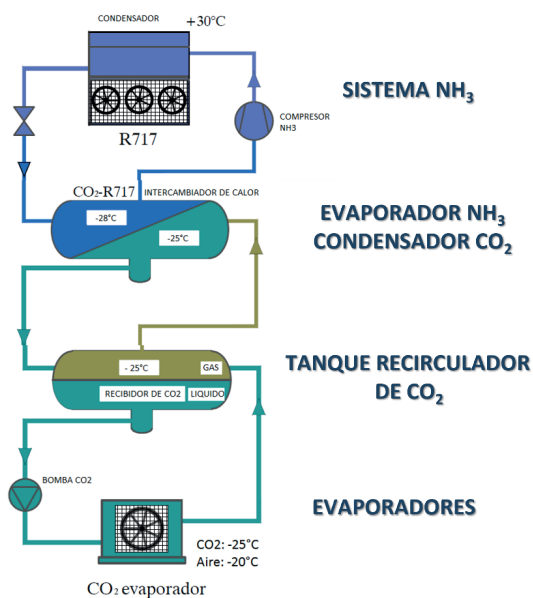 CONDENSADOR
+30°C
SISTEMA NH₃
COMPRESOR
NH3
R717
CO₂-R717
INTERCAMBIADOR DE CALOR
-28°C
-25°C
EVAPORADOR NH₃
CONDENSADOR CO₂
- 25°C
GAS
RECIBIDOR DE CO2
LIQUIDO
TANQUE RECIRCULADOR
DE CO₂
BOMBA CO2
EVAPORADORES
CO2: -25°C
Aire: -20°C
CO₂ evaporador